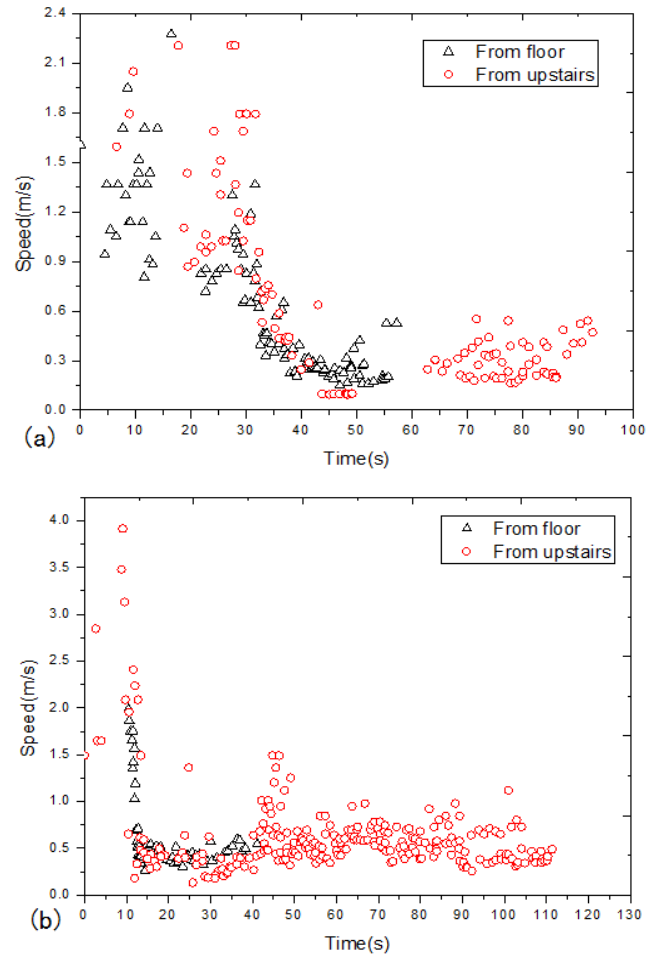 2.4
2.1
1.8
1.5
1.2
0.9
0.6
0.3
0.0
Speed(m/s)
From floor
From upstairs
0 10 20 30 40 50 60 70 80 90 100
(a)
Time(s)
4.0
3.5
3.0
2.5
2.0
1.5
1.0
0.5
0.0
Speed(m/s)
From floor
From upstairs
0 10 20 30 40 50 60 70 80 90 100 110 120 130
(b)
Time(s)